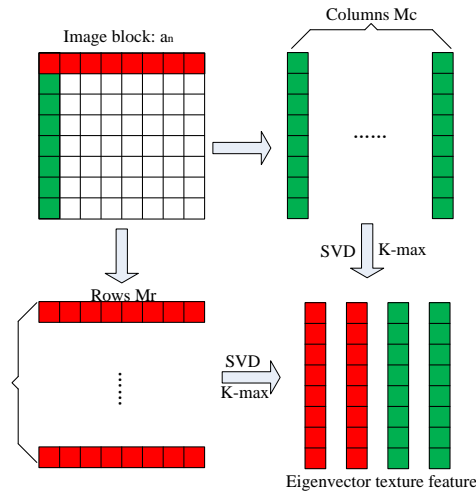 Columns Mc
Image block: aₙ
......
SVD K-max
Rows Mr
......
SVD
K-max
Eigenvector texture feature